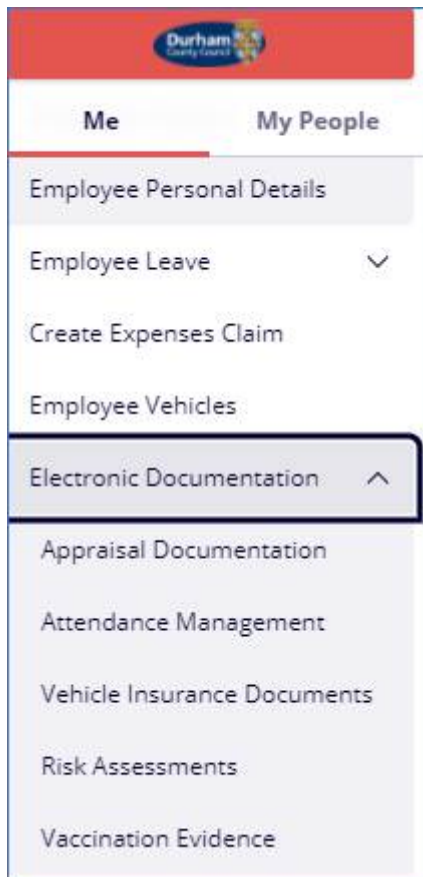 Durham
County Council
Me
My People
Employee Personal Details
Employee Leave
Create Expenses Claim
Employee Vehicles
Electronic Documentation
Appraisal Documentation
Attendance Management
Vehicle Insurance Documents
Risk Assessments
Vaccination Evidence